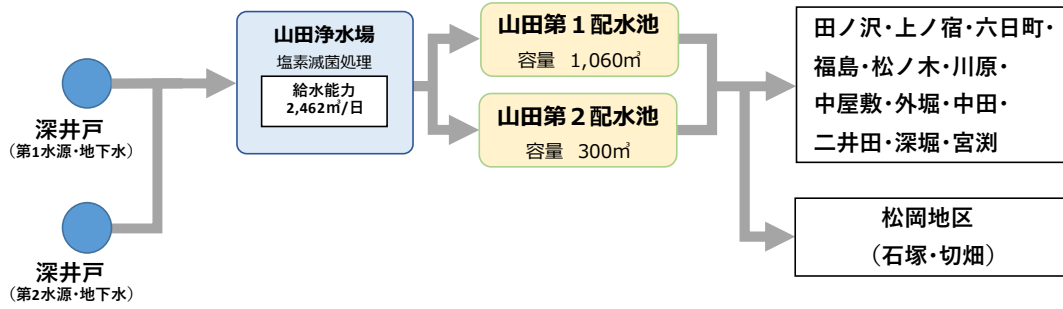 深井戸
（第1水源・地下水）
深井戸
（第2水源・地下水）
山田浄水場
塩素滅菌処理
給水能力
2,462㎥/日
山田第１配水池
容量 1,060㎥
山田第２配水池
容量 300㎥
田ノ沢・上ノ宿・六日町・
福島・松ノ木・川原・
中屋敷・外堀・中田・
二井田・深堀・宮渕
松岡地区
（石塚・切畑）